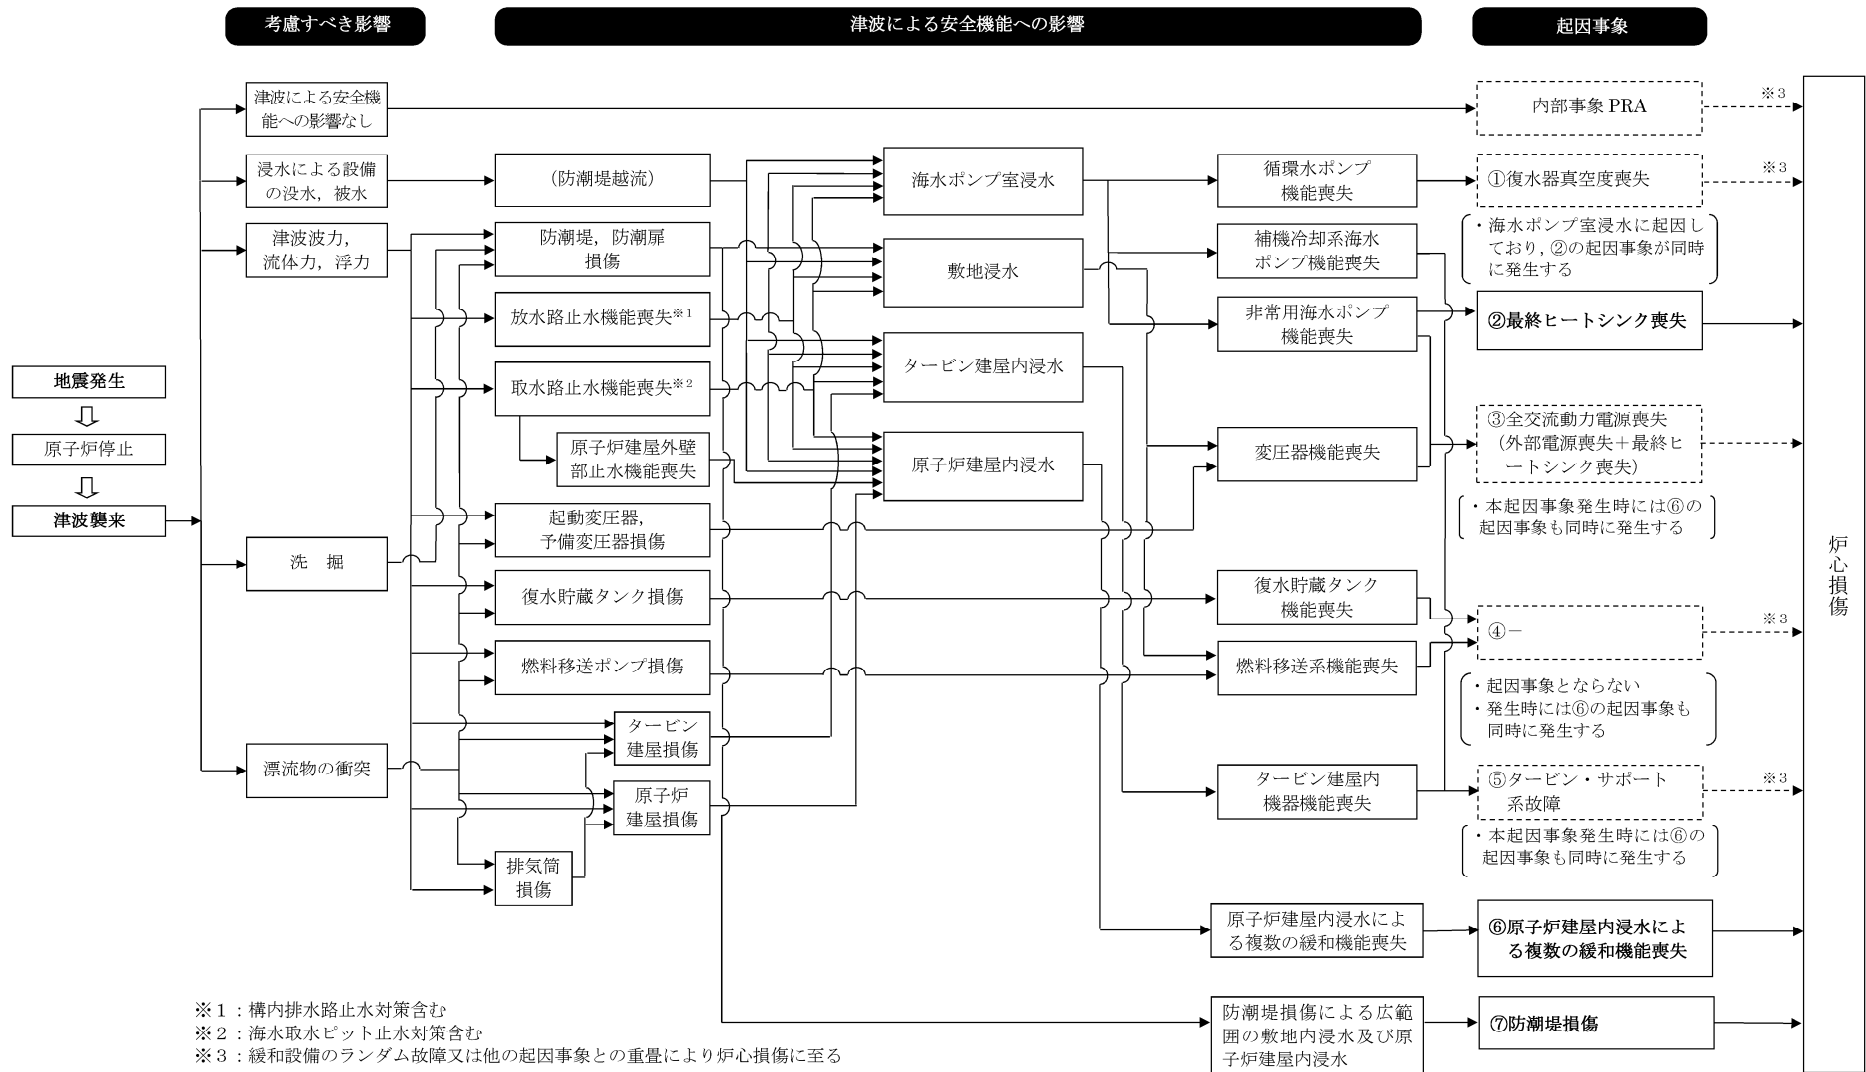 考慮すべき影響
津波による安全機能への影響
起因事象
地震発生
原子炉停止
津波襲来
津波による安全機
能への影響なし
浸水による設備
の没水，被水
津波波力，
流体力，浮力
洗　掘
漂流物の衝突
（防潮堤越流）
防潮堤，防潮扉
損傷
放水路止水機能喪失※1
取水路止水機能喪失※2
原子炉建屋外壁
部止水機能喪失
起動変圧器，
予備変圧器損傷
復水貯蔵タンク損傷
燃料移送ポンプ損傷
タービン
建屋損傷
原子炉
建屋損傷
排気筒
損傷
海水ポンプ室浸水
敷地浸水
タービン建屋内浸水
原子炉建屋内浸水
循環水ポンプ
機能喪失
補機冷却系海水
ポンプ機能喪失
非常用海水ポンプ
機能喪失
変圧器機能喪失
復水貯蔵タンク
機能喪失
燃料移送系機能喪失
タービン建屋内
機器機能喪失
原子炉建屋内浸水によ
る複数の緩和機能喪失
防潮堤損傷による広範
囲の敷地内浸水及び原
子炉建屋内浸水
内部事象 PRA
※３
①復水器真空度喪失
※３
・海水ポンプ室浸水に起因し
ており，②の起因事象が同時
に発生する
②最終ヒートシンク喪失
③全交流動力電源喪失
（外部電源喪失＋最終ヒ
ートシンク喪失）
※３
・本起因事象発生時には⑥の
起因事象も同時に発生する
④－
※３
・起因事象とならない
・発生時には⑥の起因事象も
同時に発生する
⑤タービン・サポート
系故障
※３
・本起因事象発生時には⑥の
起因事象も同時に発生する
⑥原子炉建屋内浸水によ
る複数の緩和機能喪失
⑦防潮堤損傷
炉心損傷
※１：構内排水路止水対策含む
※２：海水取水ピット止水対策含む
※３：緩和設備のランダム故障又は他の起因事象との重畳により炉心損傷に至る